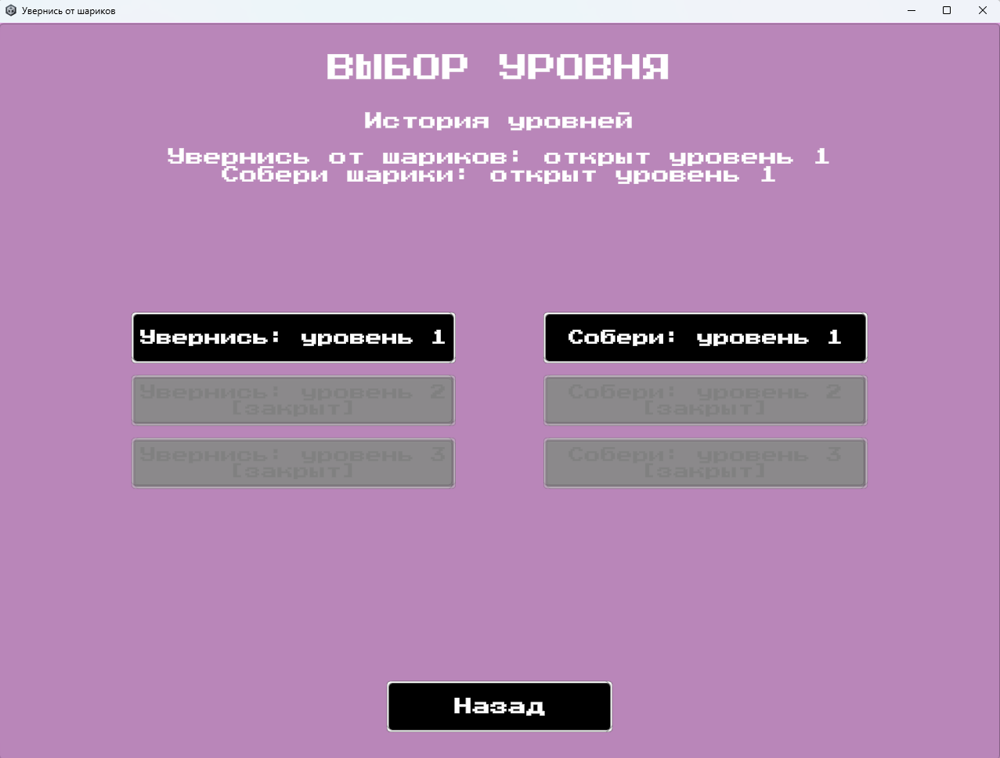 Увернись от шариков
ВЫБОР УРОВНЯ
История уровней
Увернись от шариков: открыт уровень 1
Собери шарики: открыт уровень 1
Увернись: уровень 1
Собери: уровень 1
Увернись: уровень 2
[закрыт]
Собери: уровень 2
[закрыт]
Увернись: уровень 3
[закрыт]
Собери: уровень 3
[закрыт]
Назад